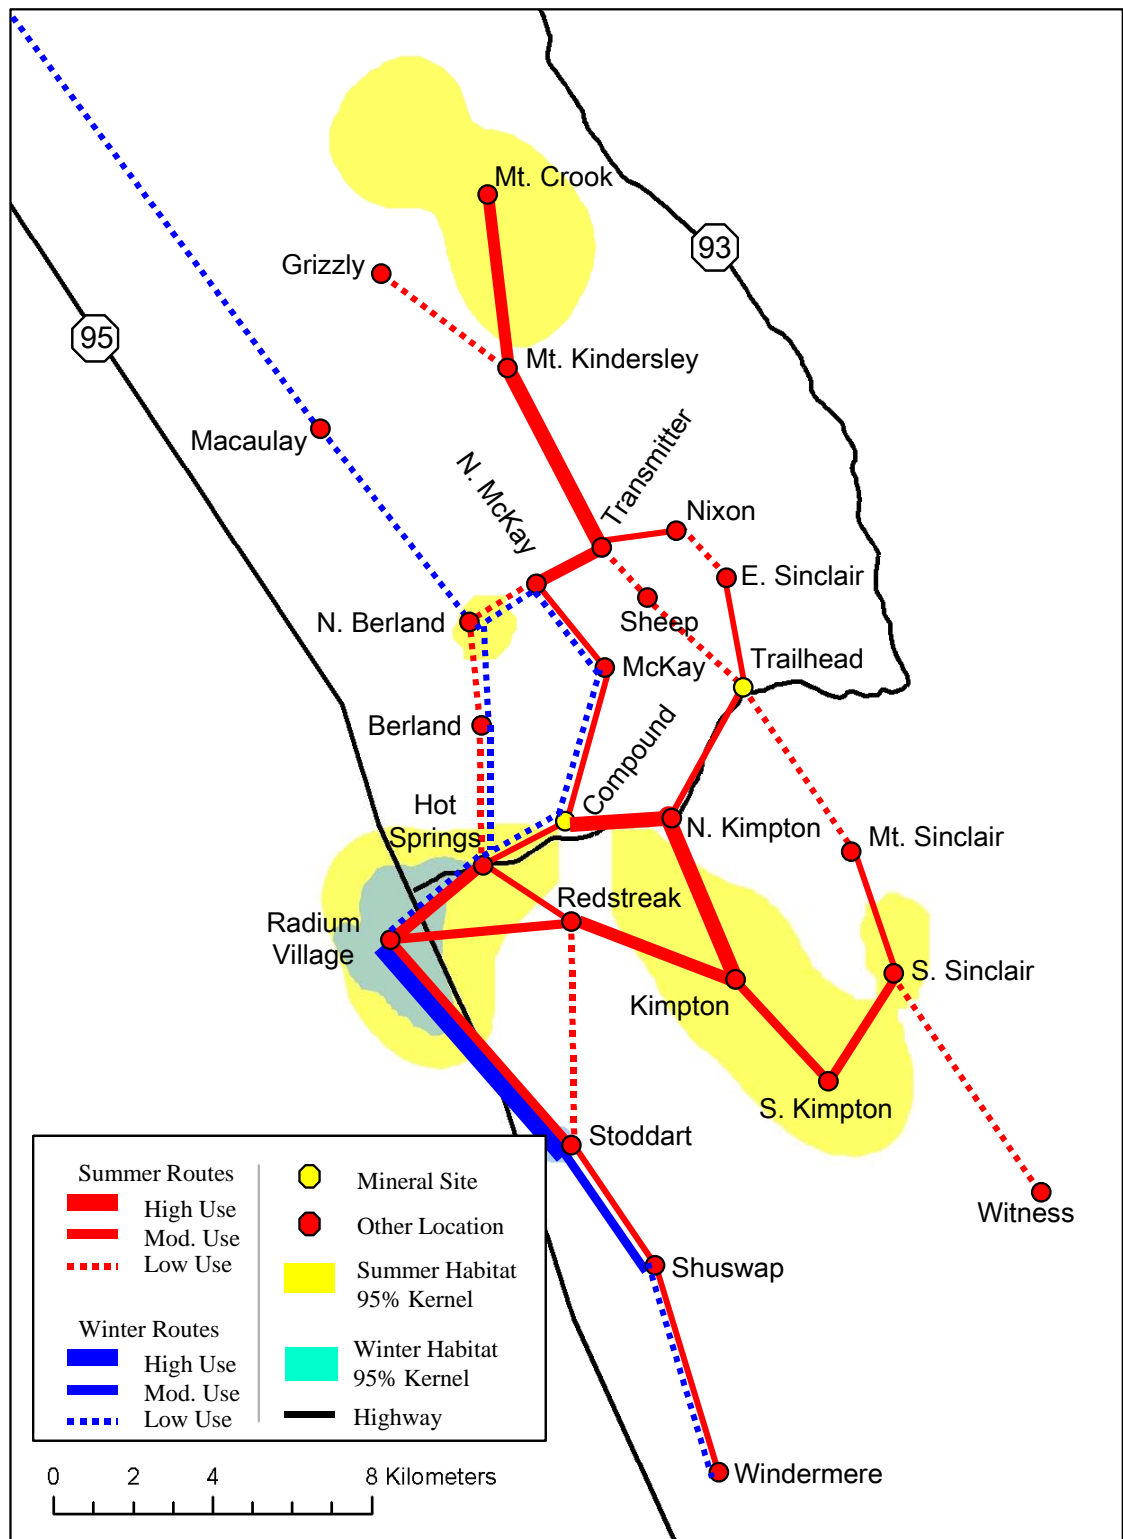 Mt. Crook
93
Grizzly
95
Mt. Kindersley
Macaulay
N. McKay
Transmitter
Nixon
E. Sinclair
N. Berland
Sheep
McKay
Trailhead
Berland
Compound
Hot
Springs
N. Kimpton
Mt. Sinclair
Redstreak
Radium
Village
S. Sinclair
Kimpton
S. Kimpton
Stoddart
Witness
Shuswap
Windermere
Summer Routes
High Use
Mod. Use
Low Use
Winter Routes
High Use
Mod. Use
Low Use
Mineral Site
Other Location
Summer Habitat
95% Kernel
Winter Habitat
95% Kernel
Highway
0 2 4 8 Kilometers